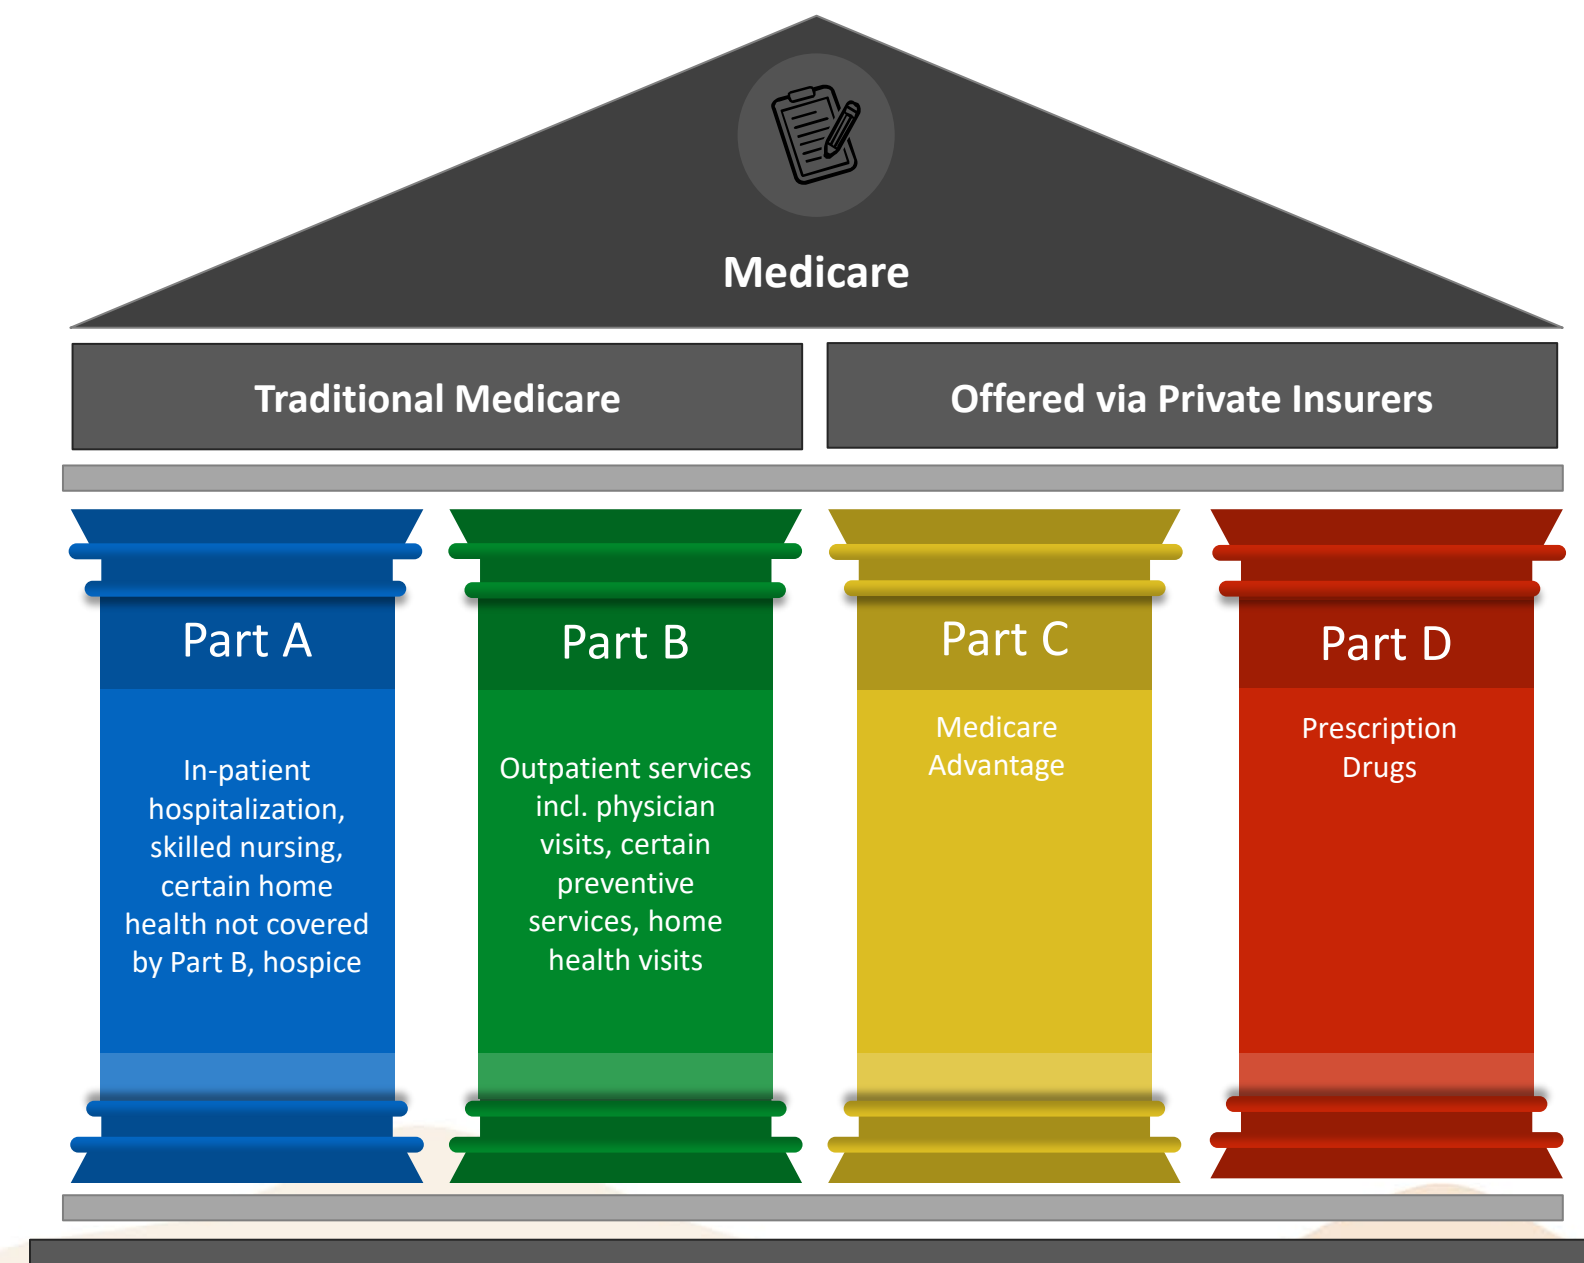 Medicare
Traditional Medicare
Offered via Private Insurers
Part A
In-patient
hospitalization,
skilled nursing,
certain home
health not covered
by Part B, hospice
Part B
Outpatient services
incl. physician
visits, certain
preventive
services, home
health visits
Part C
Medicare
Advantage
Part D
Prescription
Drugs